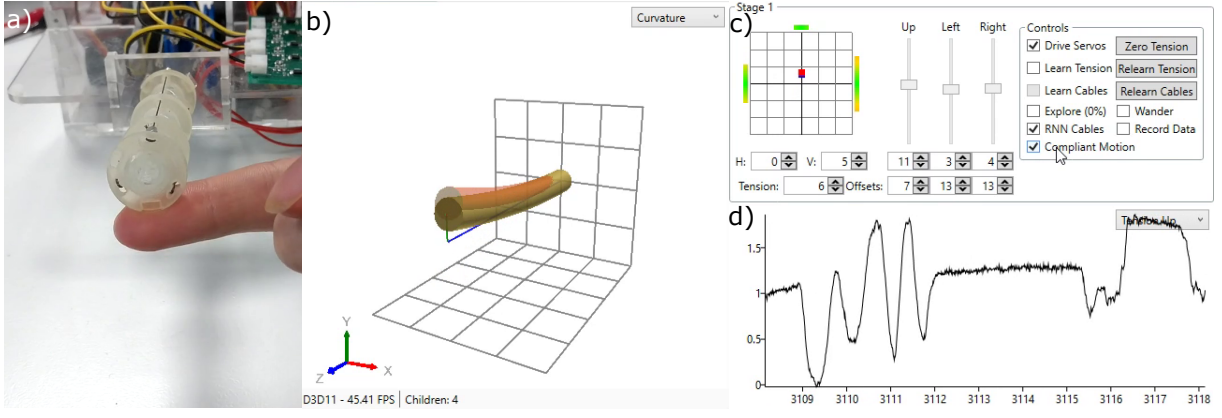 a)
b)
Curvature
Y
Z
X
D3D11 - 45.41 FPS
Children: 4
c)
Stage 1
Up
Left
Right
Controls
Drive Servos
Zero Tension
Learn Tension
Relearn Tension
Learn Cables
Relearn Cables
Explore (0%)
Wander
RNN Cables
Record Data
Compliant Motion
H:
0
V:
5
11
3
4
Tension:
6
Offsets:
7
13
13
d)
Tension Up
1.5
1
0.5
0
3109
3110
3111
3112
3113
3114
3115
3116
3117
3118